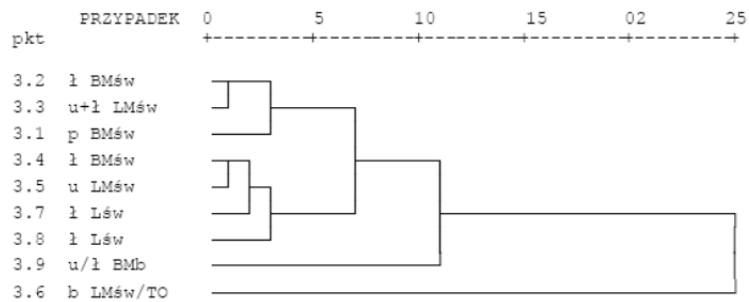 PRZYPADEK 0 5 10 15 02 25
pkt
3.2 ł BMśw
3.3 u+ł LMśw
3.1 p BMśw
3.4 ł BMśw
3.5 u LMśw
3.7 ł Lśw
3.8 ł Lśw
3.9 u/ł BMb
3.6 b LMśw/TO